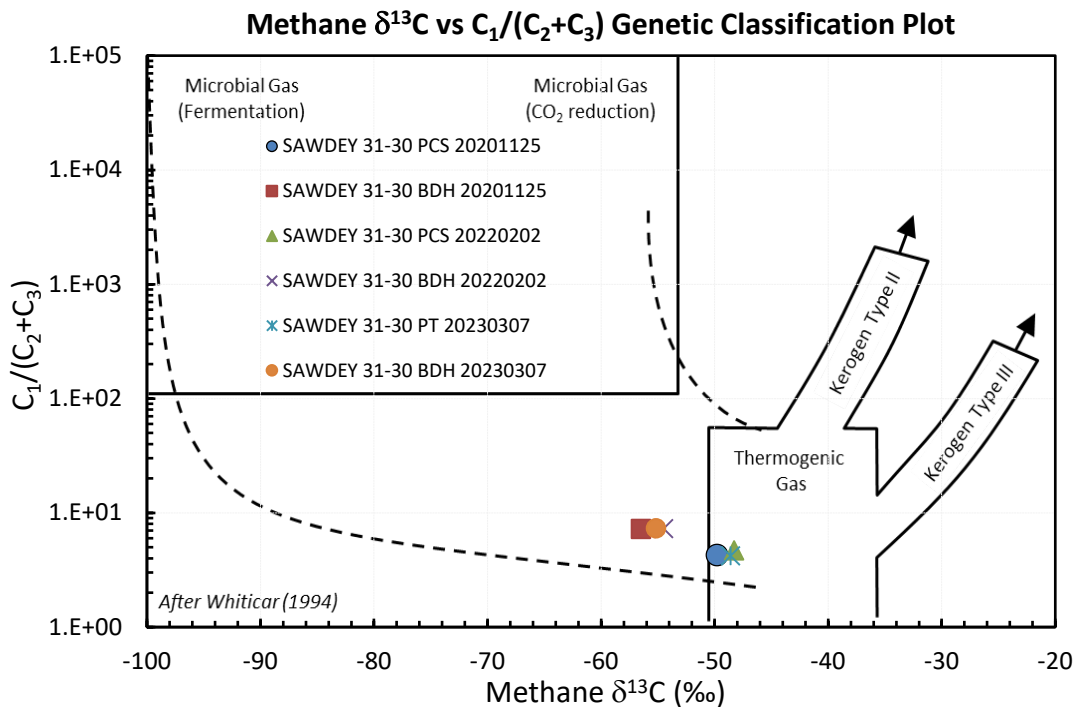 Methane δ¹³C vs C₁/(C₂+C₃) Genetic Classification Plot
1.E+05
1.E+04
1.E+03
1.E+02
1.E+01
1.E+00
C₁/(C₂+C₃)
Microbial Gas
(Fermentation)
Microbial Gas
(CO₂ reduction)
SAWDEY 31-30 PCS 20201125
SAWDEY 31-30 BDH 20201125
SAWDEY 31-30 PCS 20220202
SAWDEY 31-30 BDH 20220202
SAWDEY 31-30 PT 20230307
SAWDEY 31-30 BDH 20230307
Kerogen Type II
Kerogen Type III
Thermogenic
Gas
After Whiticar (1994)
-100 -90 -80 -70 -60 -50 -40 -30 -20
Methane δ¹³C (‰)